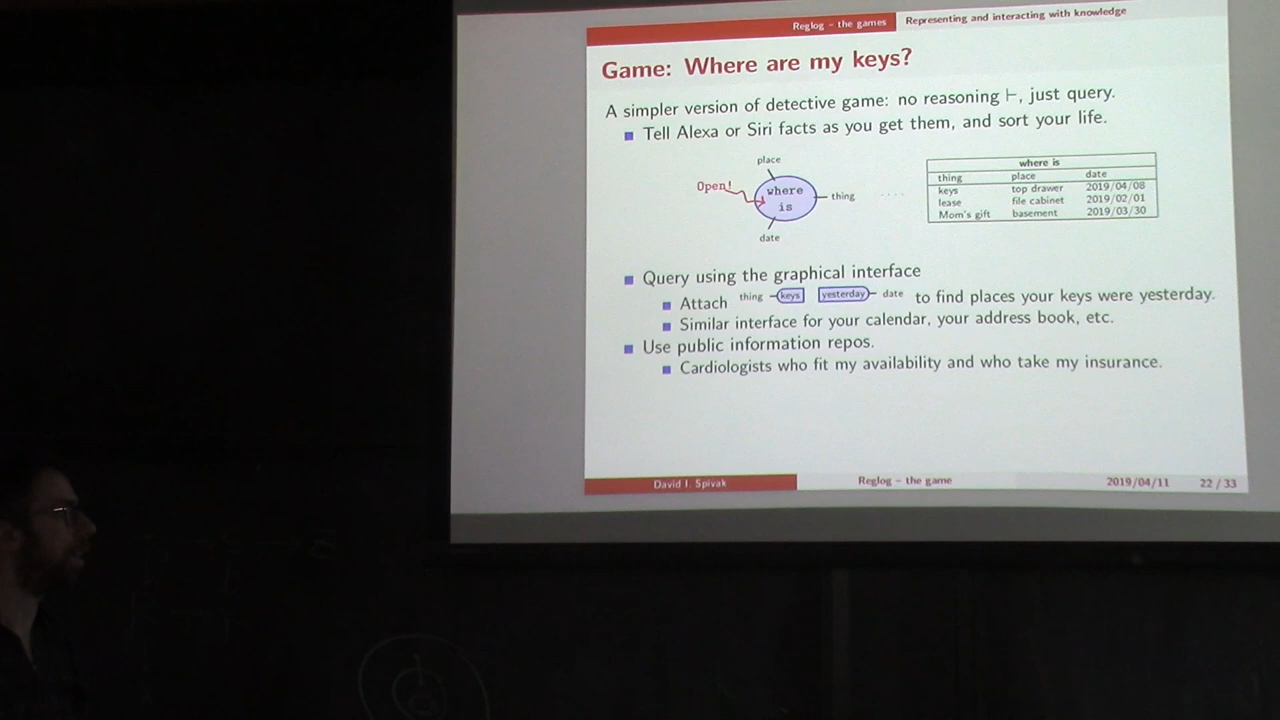 Reglog – the games Representing and interacting with knowledge
Game: Where are my keys?
A simpler version of detective game: no reasoning ⊢, just query.
Tell Alexa or Siri facts as you get them, and sort your life.
place
Open!
where
is
thing
date
where is
thing place date
keys top drawer 2019/04/08
lease file cabinet 2019/02/01
Mom's gift basement 2019/03/30
Query using the graphical interface
Attach thing keys yesterday date to find places your keys were yesterday.
Similar interface for your calendar, your address book, etc.
Use public information repos.
Cardiologists who fit my availability and who take my insurance.
David I. Spivak Reglog – the game 2019/04/11 22 / 33